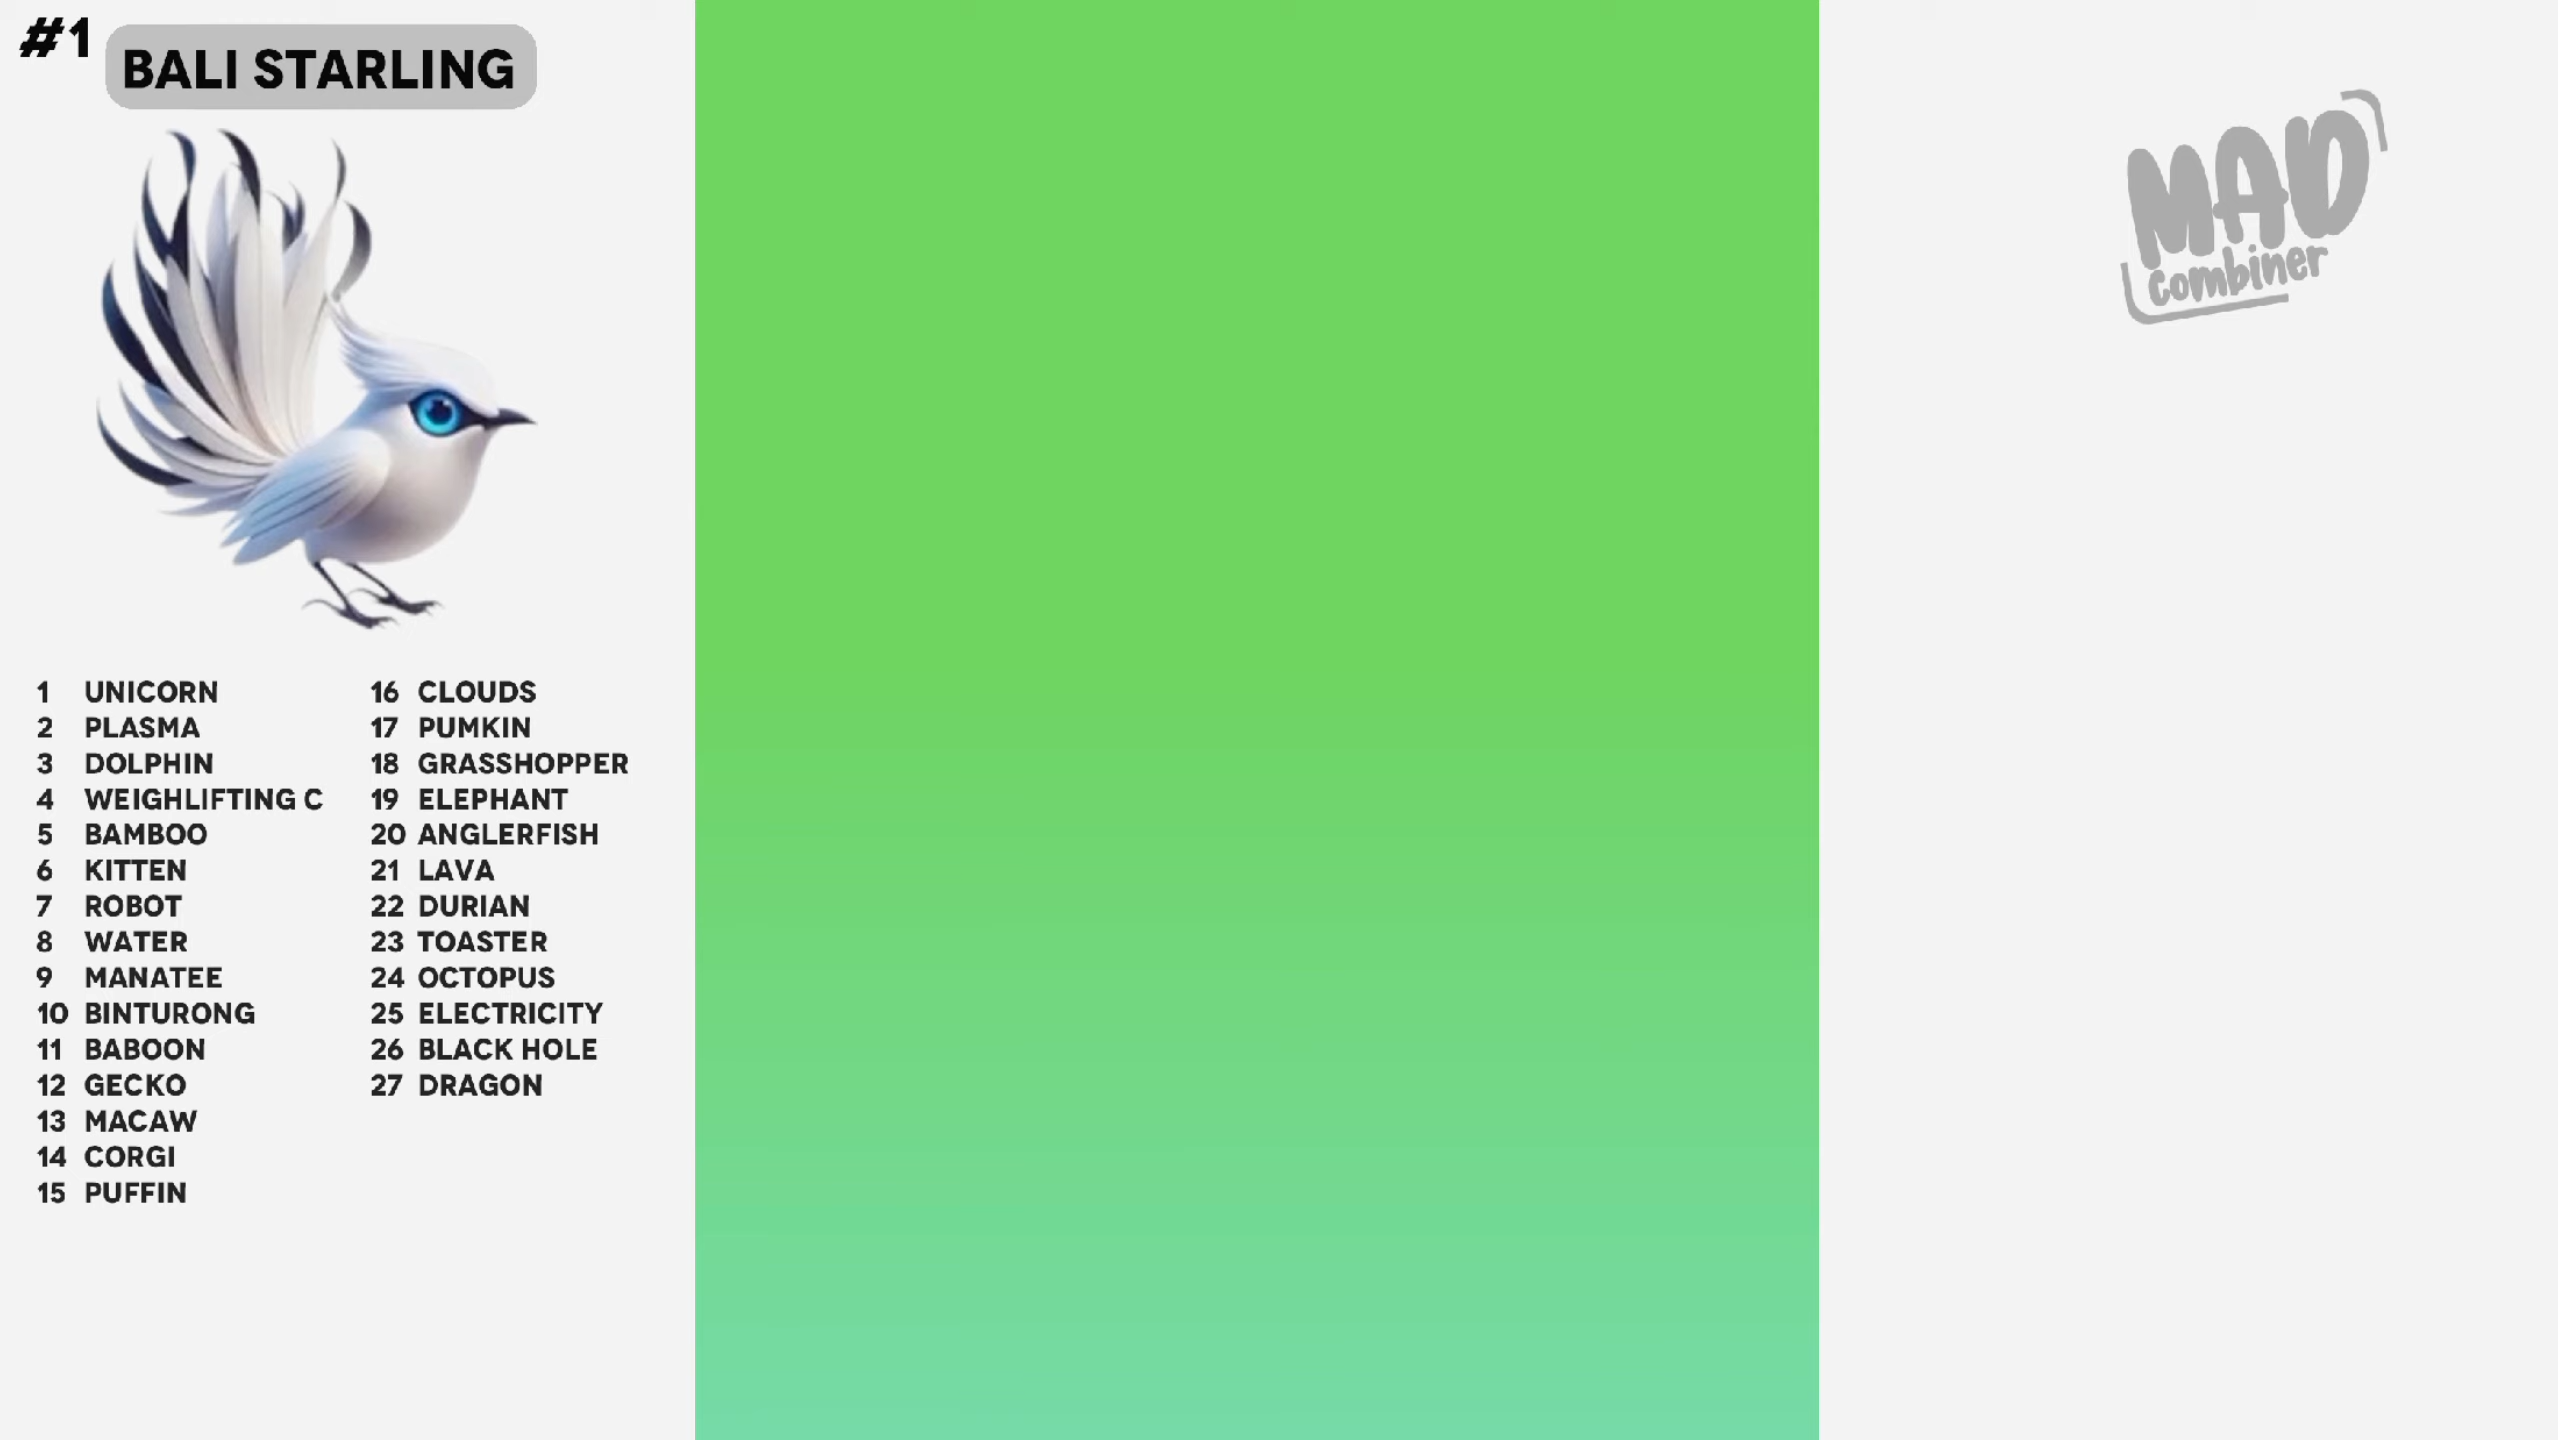 #1
BALI STARLING
MAD
combiner
1 UNICORN
2 PLASMA
3 DOLPHIN
4 WEIGHLIFTING C
5 BAMBOO
6 KITTEN
7 ROBOT
8 WATER
9 MANATEE
10 BINTURONG
11 BABOON
12 GECKO
13 MACAW
14 CORGI
15 PUFFIN
16 CLOUDS
17 PUMKIN
18 GRASSHOPPER
19 ELEPHANT
20 ANGLERFISH
21 LAVA
22 DURIAN
23 TOASTER
24 OCTOPUS
25 ELECTRICITY
26 BLACK HOLE
27 DRAGON